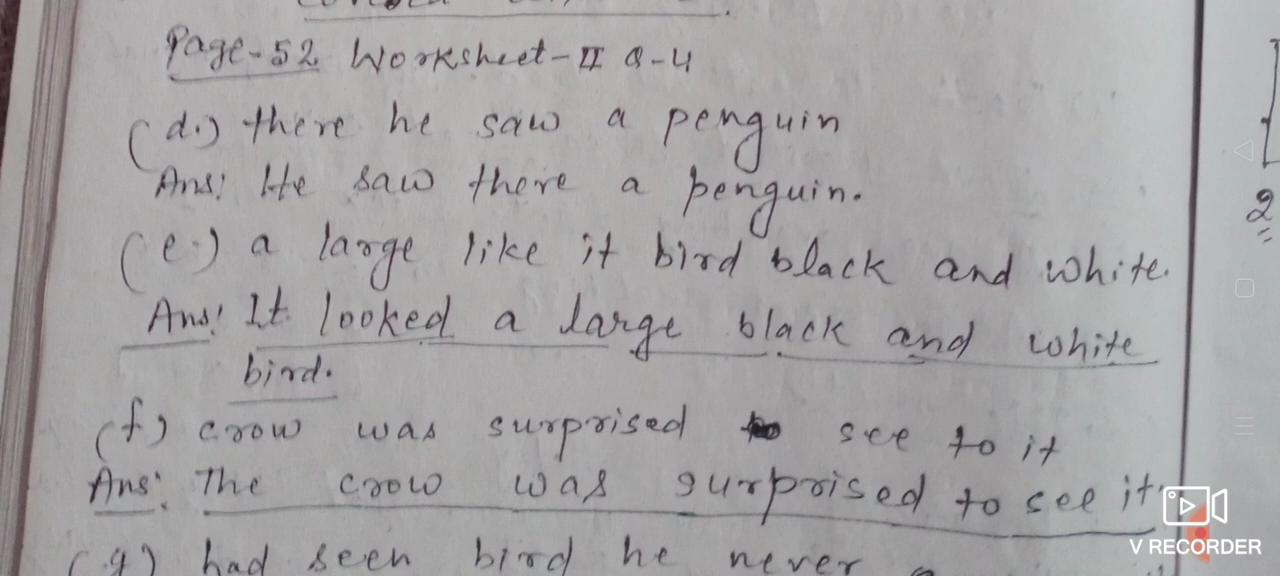 Page-52 Worksheet-II Q-4
(d.) there he saw a penguin
Ans: He saw there a penguin.
(e.) a large like it bird black and white.
Ans: It looked a large black and white
bird.
(f) crow was surprised see to it
Ans: The crow was surprised to see it.
(g) had seen bird he never a
2
V RECORDER